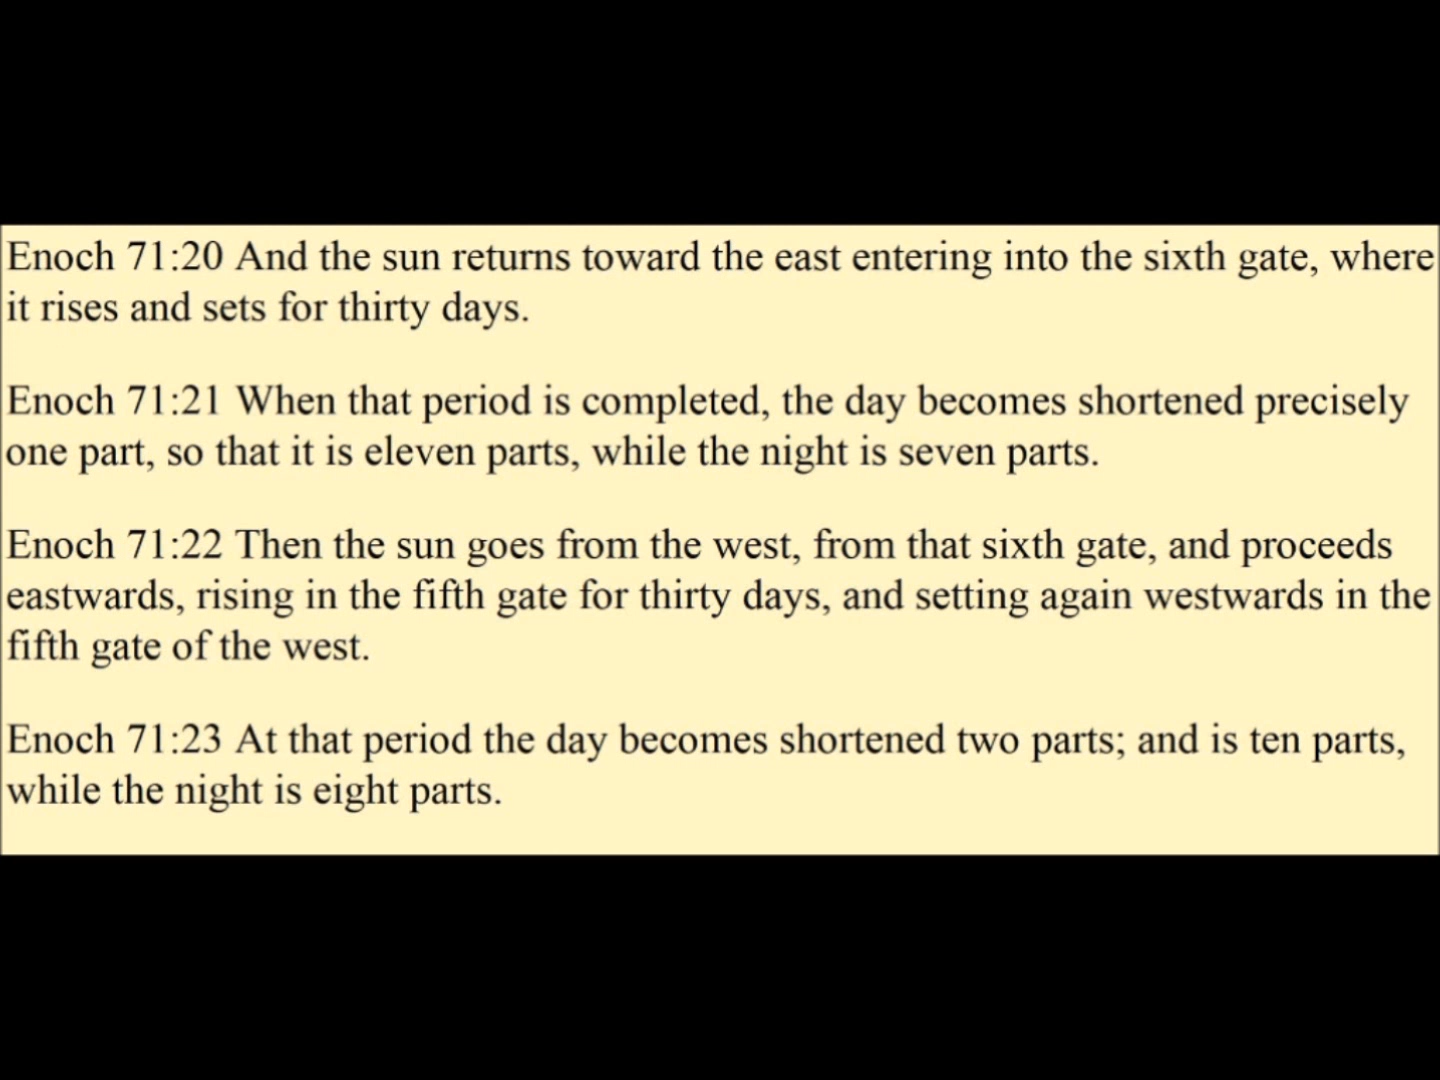 Enoch 71:20 And the sun returns toward the east entering into the sixth gate, where
it rises and sets for thirty days.
Enoch 71:21 When that period is completed, the day becomes shortened precisely
one part, so that it is eleven parts, while the night is seven parts.
Enoch 71:22 Then the sun goes from the west, from that sixth gate, and proceeds
eastwards, rising in the fifth gate for thirty days, and setting again westwards in the
fifth gate of the west.
Enoch 71:23 At that period the day becomes shortened two parts; and is ten parts,
while the night is eight parts.